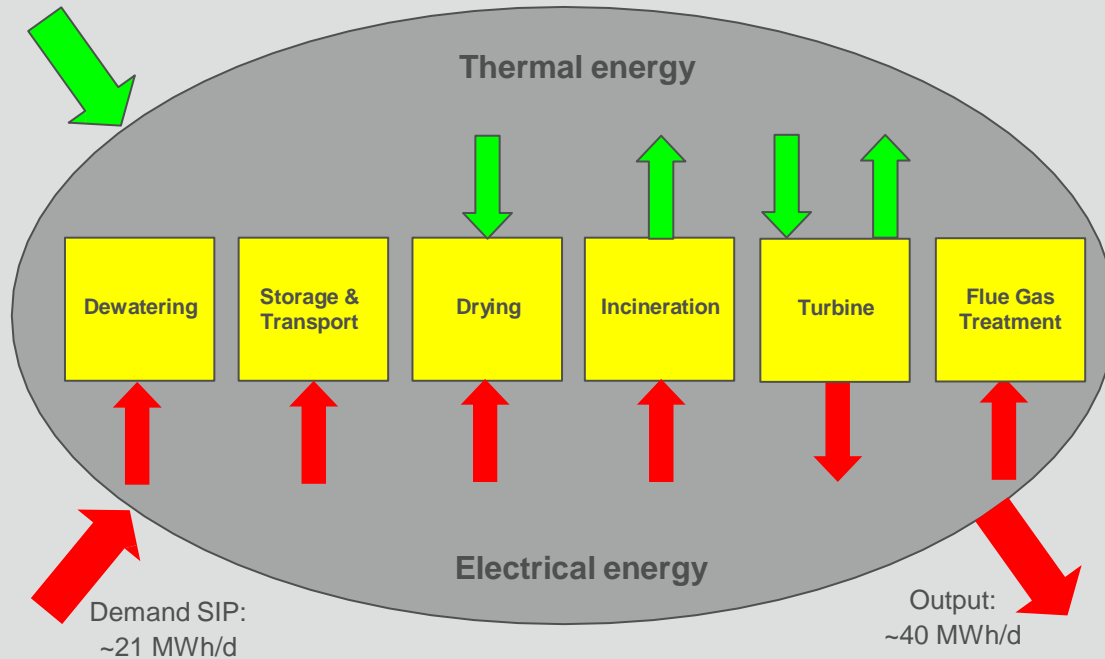 Thermal energy
Dewatering
Storage &
Transport
Drying
Incineration
Turbine
Flue Gas
Treatment
Electrical energy
Demand SIP:
~21 MWh/d
Output:
~40 MWh/d